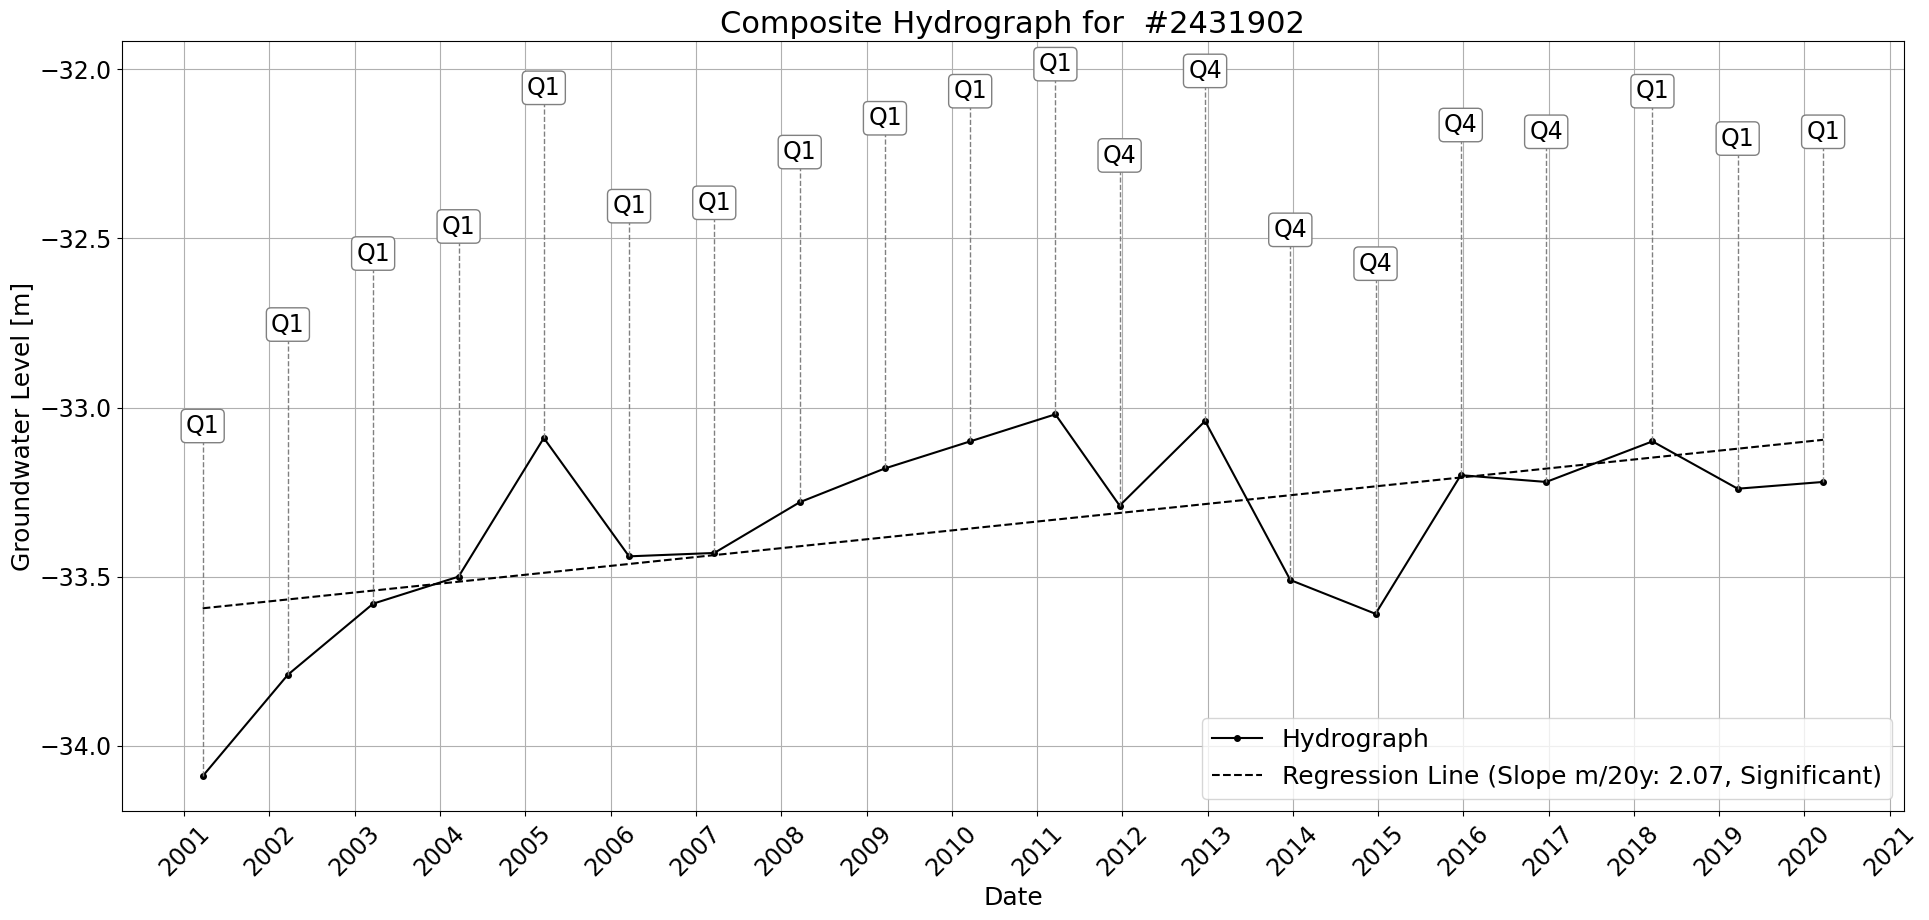 Composite Hydrograph for  #2431902
Groundwater Level [m]
−32.0
−32.5
−33.0
−33.5
−34.0
Q1
Q1
Q1
Q1
Q1
Q1
Q1
Q1
Q1
Q1
Q1
Q4
Q4
Q4
Q4
Q4
Q4
Q1
Q1
Q1
Hydrograph
Regression Line (Slope m/20y: 2.07, Significant)
2001
2002
2003
2004
2005
2006
2007
2008
2009
2010
2011
2012
2013
2014
2015
2016
2017
2018
2019
2020
2021
Date